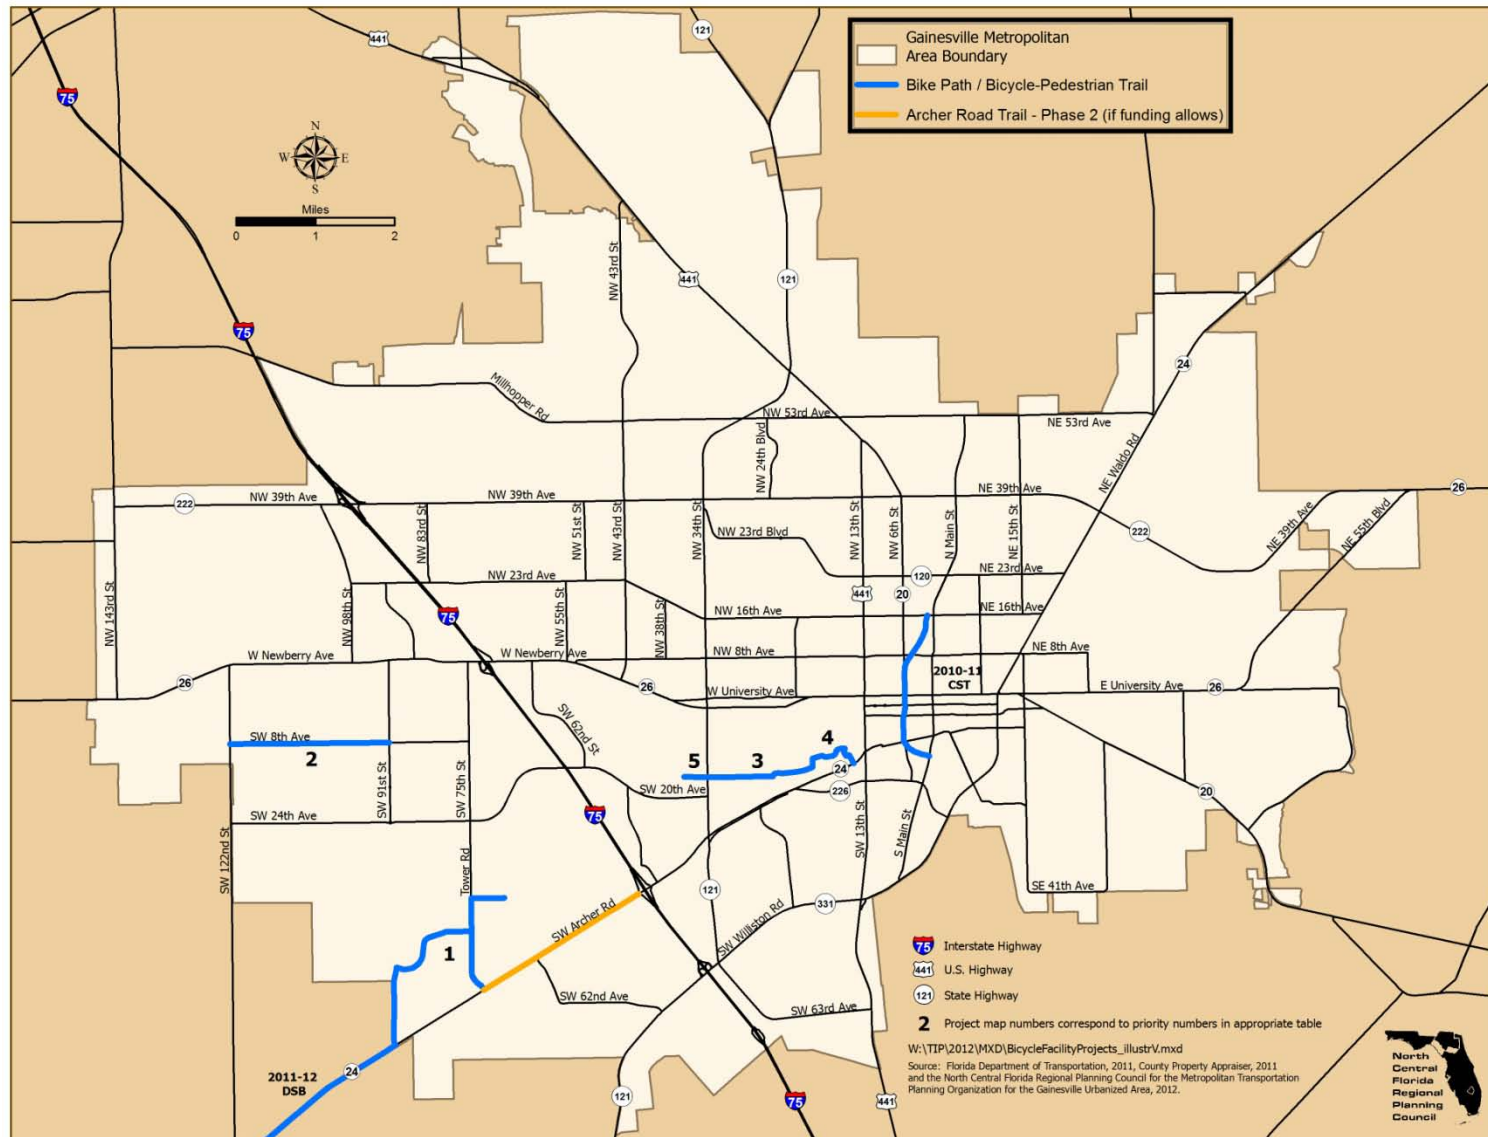 Gainesville Metropolitan
Area Boundary
Bike Path / Bicycle-Pedestrian Trail
Archer Road Trail - Phase 2 (if funding allows)
441
121
75
N
W
E
S
Miles
0
1
2
NW 43rd St
441
121
75
24
Millhopper Rd
NW 53rd Ave
NE 53rd Ave
NW 24th Blvd
NE Waldo Rd
222
NW 39th Ave
NW 39th Ave
NE 39th Ave
26
NW 83rd St
NW 51st St
NW 43rd St
NW 34th St
NW 23rd Blvd
NW 13th St
NW 6th St
N Main St
NE 15th St
222
NE 39th Ave
NE 55th Blvd
NW 23rd Ave
120
NE 23rd Ave
NW 143rd St
NW 98th St
75
NW 55th St
NW 38th St
NW 16th Ave
441
20
NE 16th Ave
W Newberry Ave
W Newberry Ave
NW 8th Ave
NE 8th Ave
2010-11
CST
26
26
W University Ave
E University Ave
26
SW 8th Ave
2
SW 62nd St
5
3
4
24
226
20
SW 91st St
SW 75th St
SW 20th Ave
SW 24th Ave
75
SW 122nd St
Tower Rd
SW 13th St
S Main St
121
SE 41th Ave
SW Archer Rd
331
SW Williston Rd
1
SW 62nd Ave
SW 63rd Ave
24
2011-12
DSB
121
75
441
75
Interstate Highway
441
U.S. Highway
121
State Highway
2
Project map numbers correspond to priority numbers in appropriate table
W:\TIP\2012\MXD\BicycleFacilityProjects_illustrV.mxd
Source: Florida Department of Transportation, 2011, County Property Appraiser, 2011
and the North Central Florida Regional Planning Council for the Metropolitan Transportation
Planning Organization for the Gainesville Urbanized Area, 2012.
North
Central
Florida
Regional
Planning
Council